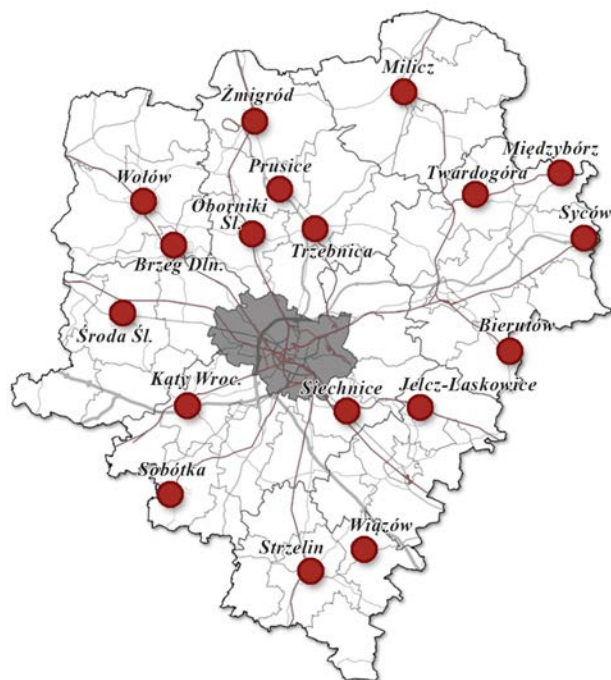 Milicz
Żmigród
Międzybórz
Twardogóra
Prusice
Wołów
Oborniki
Śl.
Syców
Trzebnica
Brzeg Dln.
Środa Śl.
Bierutów
Kąty Wroc.
Siechnice
Jelcz-Laskowice
Sobótka
Wiązów
Strzelin